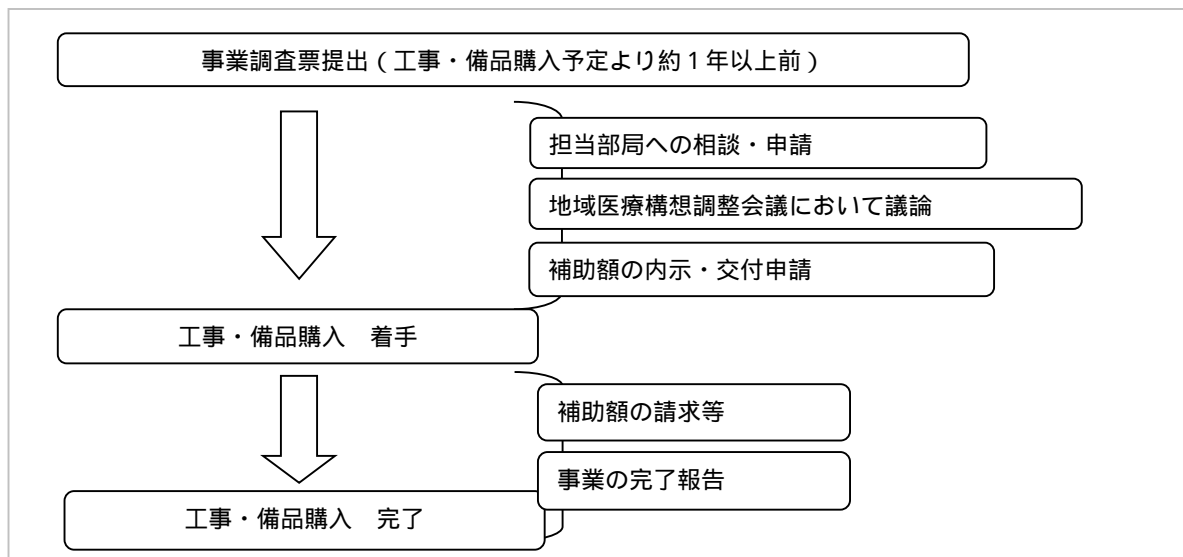 事業調査票提出（工事・備品購入予定より約１年以上前）
担当部局への相談・申請
地域医療構想調整会議において議論
補助額の内示・交付申請
工事・備品購入　着手
補助額の請求等
事業の完了報告
工事・備品購入　完了